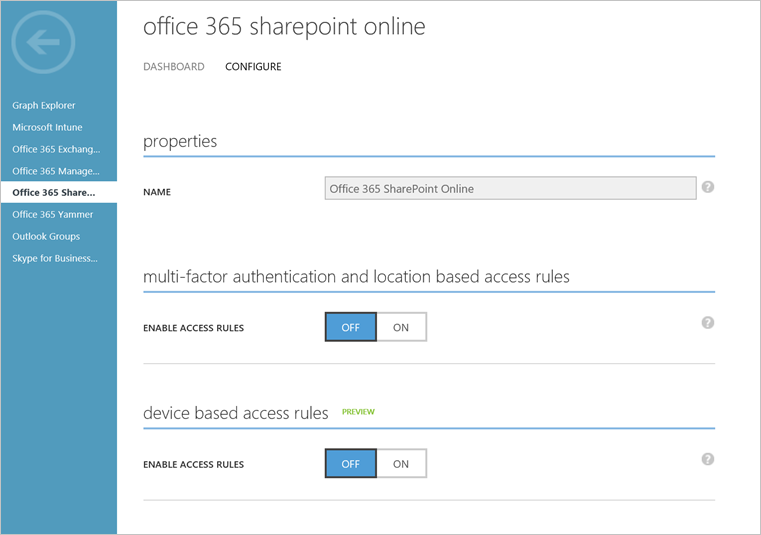 office 365 sharepoint online
DASHBOARD CONFIGURE
Graph Explorer
Microsoft Intune
Office 365 Exchang...
Office 365 Manage...
Office 365 Share...
Office 365 Yammer
Outlook Groups
Skype for Business...
properties
NAME Office 365 SharePoint Online ?
multi-factor authentication and location based access rules
ENABLE ACCESS RULES OFF ON ?
device based access rules PREVIEW
ENABLE ACCESS RULES OFF ON ?